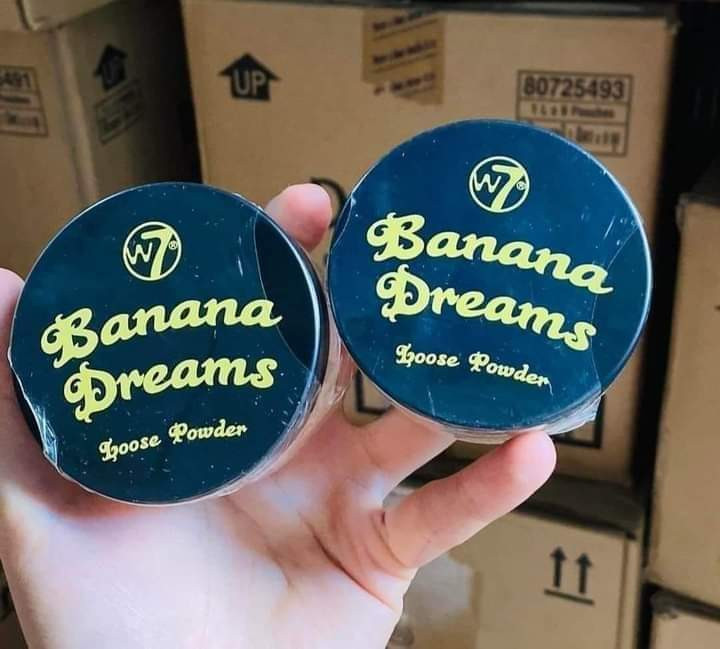 UP
80725493
W7®
Banana
Dreams
Loose Powder
W7®
Banana
Dreams
Loose Powder